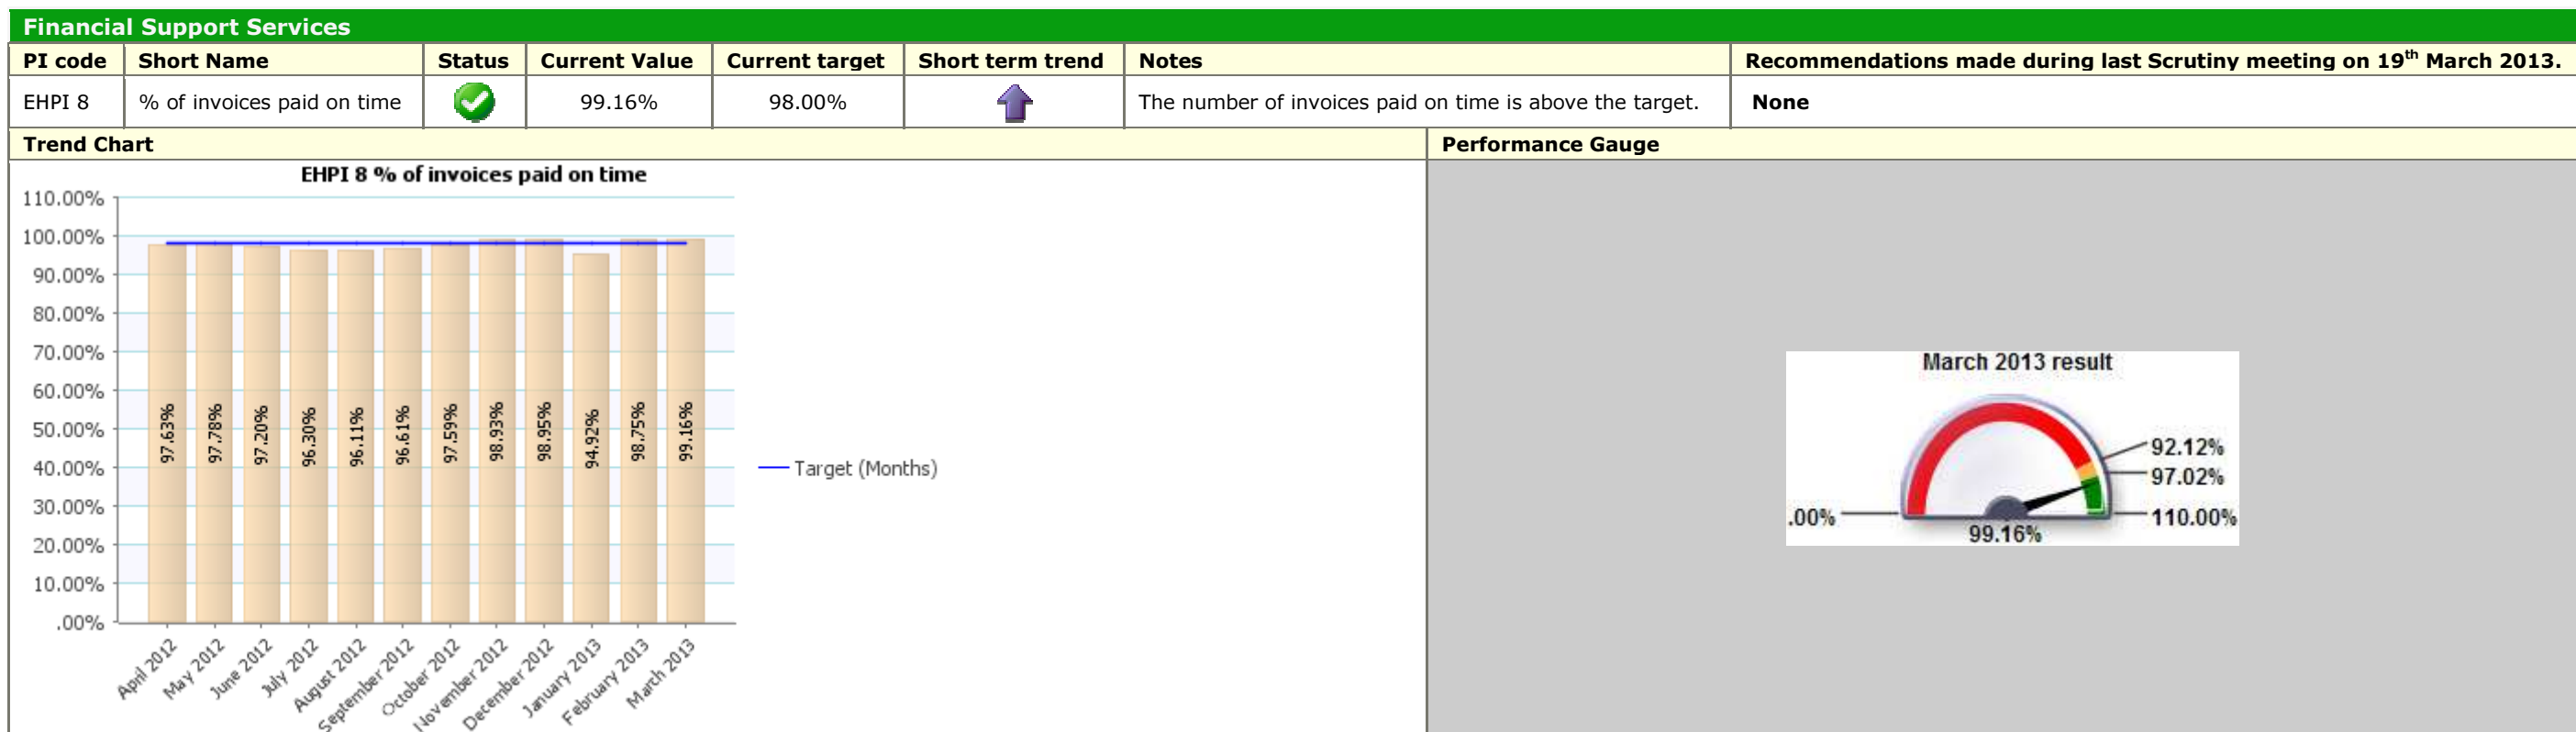 Financial Support Services
PI code Short Name Status Current Value Current target Short term trend Notes Recommendations made during last Scrutiny meeting on 19th March 2013.
EHPI 8 % of invoices paid on time 99.16% 98.00% The number of invoices paid on time is above the target. None
Trend Chart Performance Gauge
EHPI 8 % of invoices paid on time
110.00%
100.00%
90.00%
80.00%
70.00%
60.00%
50.00%
40.00%
30.00%
20.00%
10.00%
.00%
97.63%
97.78%
97.20%
96.30%
96.11%
96.61%
97.59%
98.93%
98.95%
94.92%
98.75%
99.16%
April 2012
May 2012
June 2012
July 2012
August 2012
September 2012
October 2012
November 2012
December 2012
January 2013
February 2013
March 2013
Target (Months)
March 2013 result
92.12%
97.02%
.00%
110.00%
99.16%